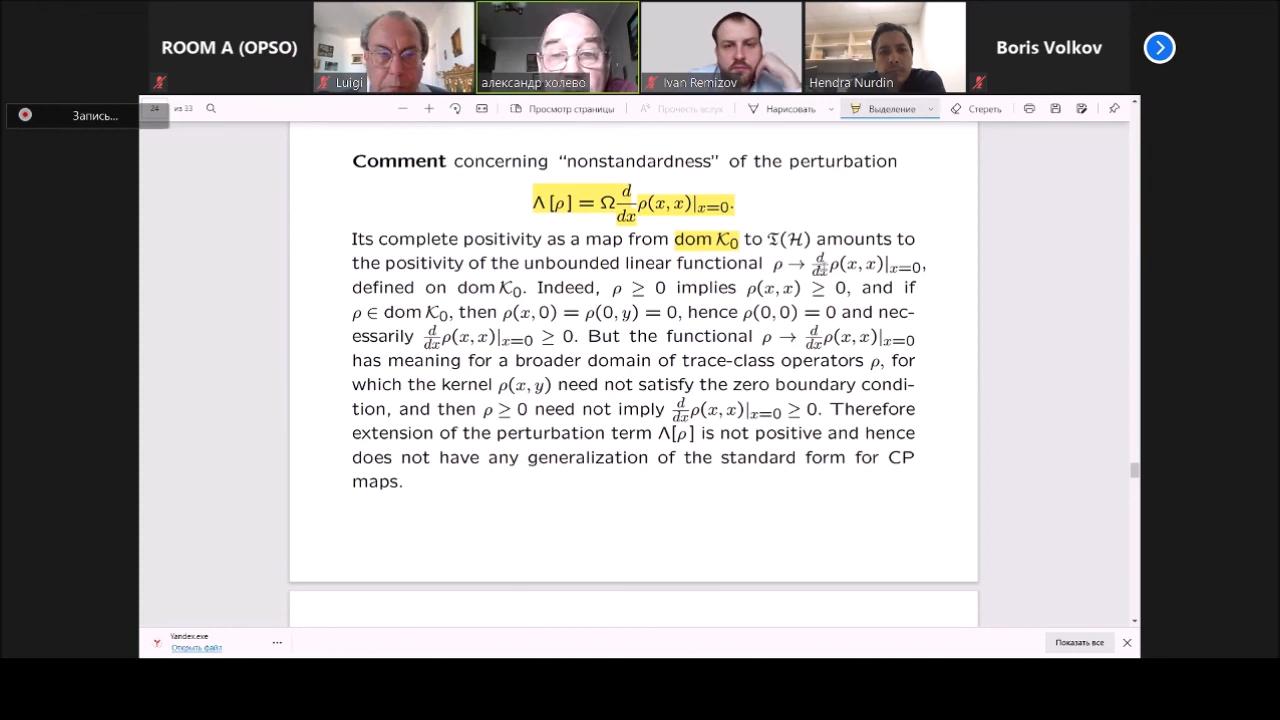 ROOM A (OPSO)
Luigi
александр холево
Ivan Remizov
Hendra Nurdin
Boris Volkov
Запись...
24 из 33
Просмотр страницы
Прочесть вслух
Нарисовать
Выделение
Стереть
Comment concerning “nonstandardness” of the perturbation
Λ[ρ] = Ω d/dx ρ(x, x)|x=0.
Its complete positivity as a map from dom 𝒦0 to 𝔗(ℋ) amounts to
the positivity of the unbounded linear functional ρ → d/dx ρ(x, x)|x=0,
defined on dom 𝒦0. Indeed, ρ ≥ 0 implies ρ(x, x) ≥ 0, and if
ρ ∈ dom 𝒦0, then ρ(x, 0) = ρ(0, y) = 0, hence ρ(0, 0) = 0 and nec-
essarily d/dx ρ(x, x)|x=0 ≥ 0. But the functional ρ → d/dx ρ(x, x)|x=0
has meaning for a broader domain of trace-class operators ρ, for
which the kernel ρ(x, y) need not satisfy the zero boundary condi-
tion, and then ρ ≥ 0 need not imply d/dx ρ(x, x)|x=0 ≥ 0. Therefore
extension of the perturbation term Λ[ρ] is not positive and hence
does not have any generalization of the standard form for CP
maps.
Yandex.exe
Открыть файл
...
Показать все